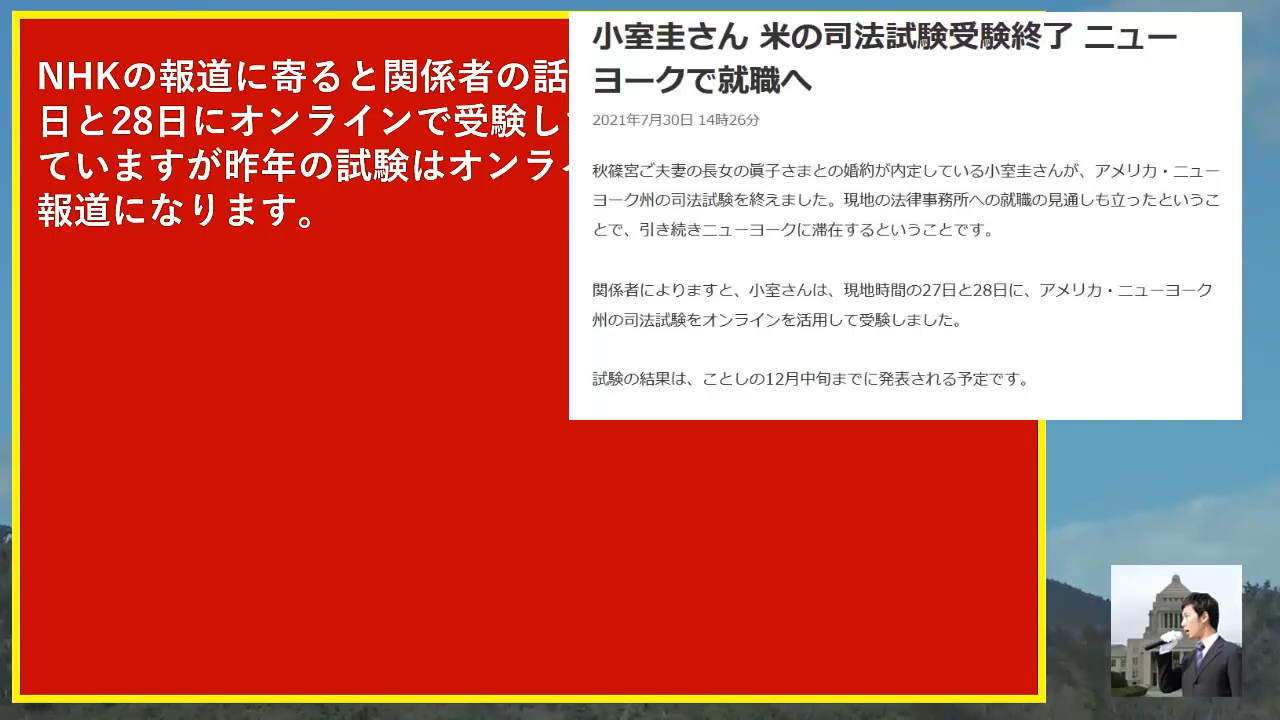 NHKの報道に寄ると関係者の話
日と28日にオンラインで受験し
ていますが昨年の試験はオンライ
報道になります。
小室圭さん 米の司法試験受験終了 ニュー
ヨークで就職へ
2021年7月30日 14時26分
秋篠宮ご夫妻の長女の眞子さまとの婚約が内定している小室圭さんが、アメリカ・ニュー
ヨーク州の司法試験を終えました。現地の法律事務所への就職の見通しも立ったというこ
とで、引き続きニューヨークに滞在するということです。
関係者によりますと、小室さんは、現地時間の27日と28日に、アメリカ・ニューヨーク
州の司法試験をオンラインを活用して受験しました。
試験の結果は、ことしの12月中旬までに発表される予定です。